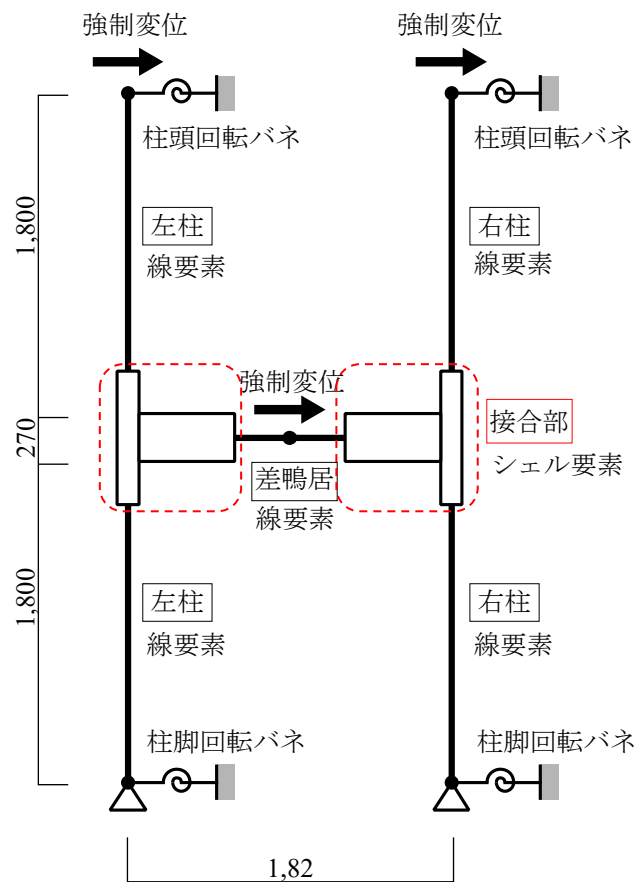 強制変位
強制変位
柱頭回転バネ
柱頭回転バネ
1,800
左柱
線要素
右柱
線要素
強制変位
270
接合部
シェル要素
差鴨居
線要素
1,800
左柱
線要素
右柱
線要素
柱脚回転バネ
柱脚回転バネ
1,82